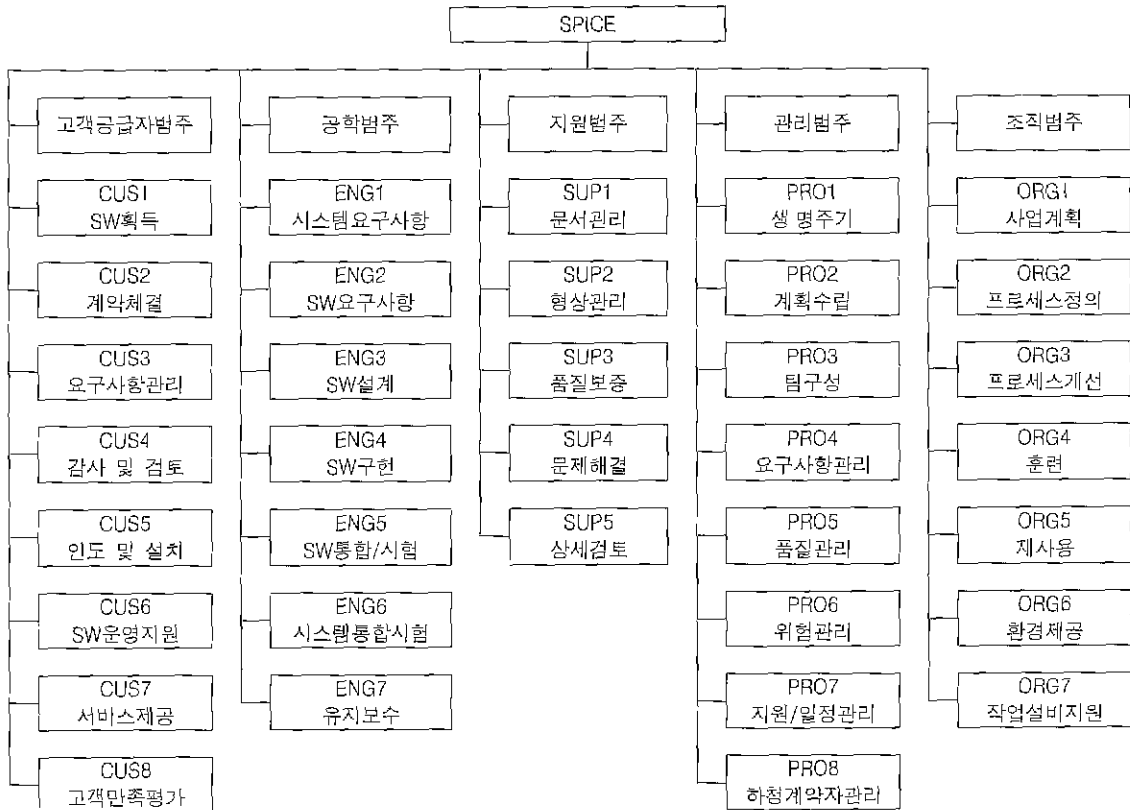 SPICE
고객공급자범주
CUS1
SW획득
CUS2
계약체결
CUS3
요구사항관리
CUS4
감사 및 검토
CUS5
인도 및 설치
CUS6
SW운영지원
CUS7
서비스제공
CUS8
고객만족평가
공학범주
ENG1
시스템요구사항
ENG2
SW요구사항
ENG3
SW설계
ENG4
SW구현
ENG5
SW통합/시험
ENG6
시스템통합시험
ENG7
유지보수
지원범주
SUP1
문서관리
SUP2
형상관리
SUP3
품질보증
SUP4
문제해결
SUP5
상세검토
관리범주
PRO1
생 명주기
PRO2
계획수립
PRO3
팀구성
PRO4
요구사항관리
PRO5
품질관리
PRO6
위험관리
PRO7
지원/일정관리
PRO8
하청계약자관리
조직범주
ORG1
사업계획
ORG2
프로세스정의
ORG3
프로세스개선
ORG4
훈련
ORG5
재사용
ORG6
환경제공
ORG7
작업설비지원